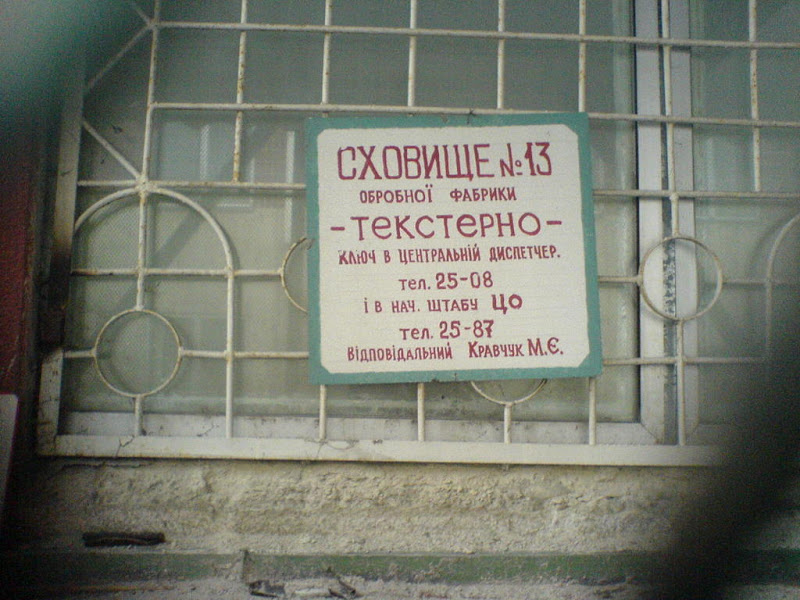 СХОВИЩЕ №13
ОБРОБНОЇ ФАБРИКИ
-ТЕКСТЕРНО-
КЛЮЧ В ЦЕНТРАЛЬНІЙ ДИСПЕТЧЕР.
ТЕЛ. 25-08
І В НАЧ. ШТАБУ ЦО
ТЕЛ. 25-87
ВІДПОВІДАЛЬНИЙ КРАВЧУК М.Є.